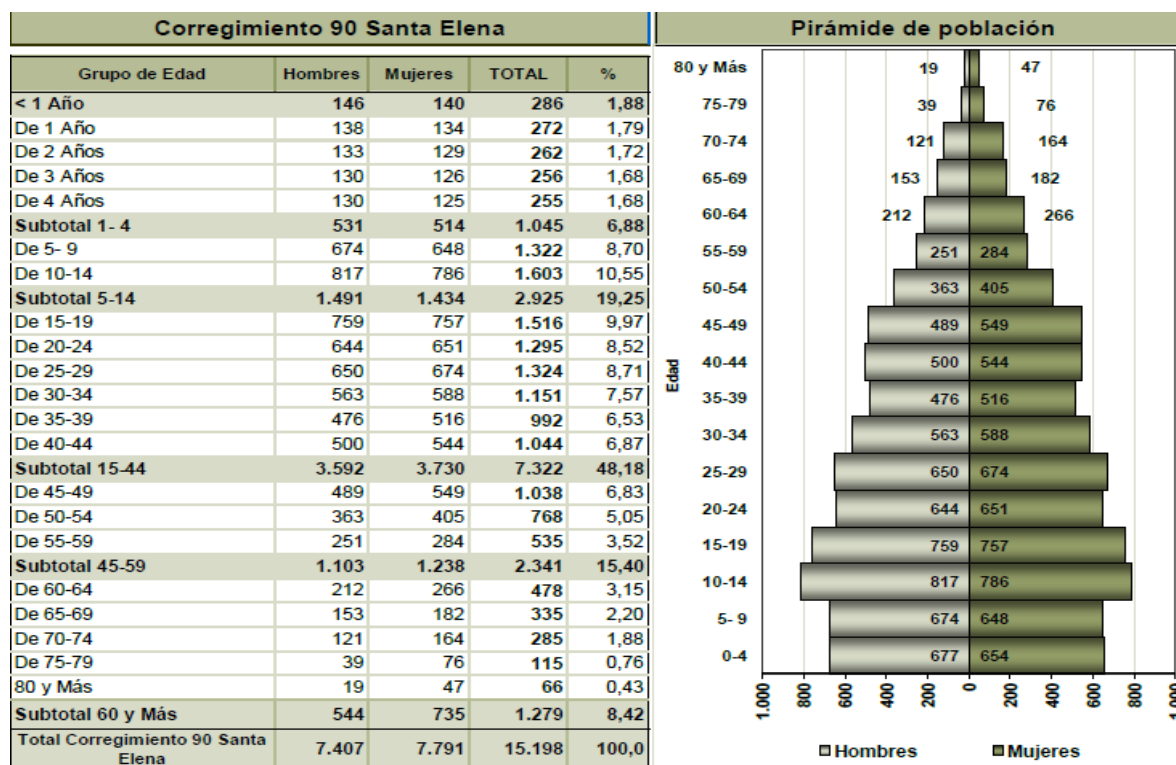 Corregimiento 90 Santa Elena
Grupo de Edad Hombres Mujeres TOTAL %
< 1 Año 146 140 286 1,88
De 1 Año 138 134 272 1,79
De 2 Años 133 129 262 1,72
De 3 Años 130 126 256 1,68
De 4 Años 130 125 255 1,68
Subtotal 1- 4 531 514 1.045 6,88
De 5- 9 674 648 1.322 8,70
De 10-14 817 786 1.603 10,55
Subtotal 5-14 1.491 1.434 2.925 19,25
De 15-19 759 757 1.516 9,97
De 20-24 644 651 1.295 8,52
De 25-29 650 674 1.324 8,71
De 30-34 563 588 1.151 7,57
De 35-39 476 516 992 6,53
De 40-44 500 544 1.044 6,87
Subtotal 15-44 3.592 3.730 7.322 48,18
De 45-49 489 549 1.038 6,83
De 50-54 363 405 768 5,05
De 55-59 251 284 535 3,52
Subtotal 45-59 1.103 1.238 2.341 15,40
De 60-64 212 266 478 3,15
De 65-69 153 182 335 2,20
De 70-74 121 164 285 1,88
De 75-79 39 76 115 0,76
80 y Más 19 47 66 0,43
Subtotal 60 y Más 544 735 1.279 8,42
Total Corregimiento 90 Santa
Elena 7.407 7.791 15.198 100,0
Pirámide de población
80 y Más 19 47
75-79 39 76
70-74 121 164
65-69 153 182
60-64 212 266
55-59 251 284
50-54 363 405
45-49 489 549
40-44 500 544
35-39 476 516
30-34 563 588
25-29 650 674
20-24 644 651
15-19 759 757
10-14 817 786
5- 9 674 648
0-4 677 654
Edad
1.000 800 600 400 200 0 200 400 600 800
Hombres Mujeres